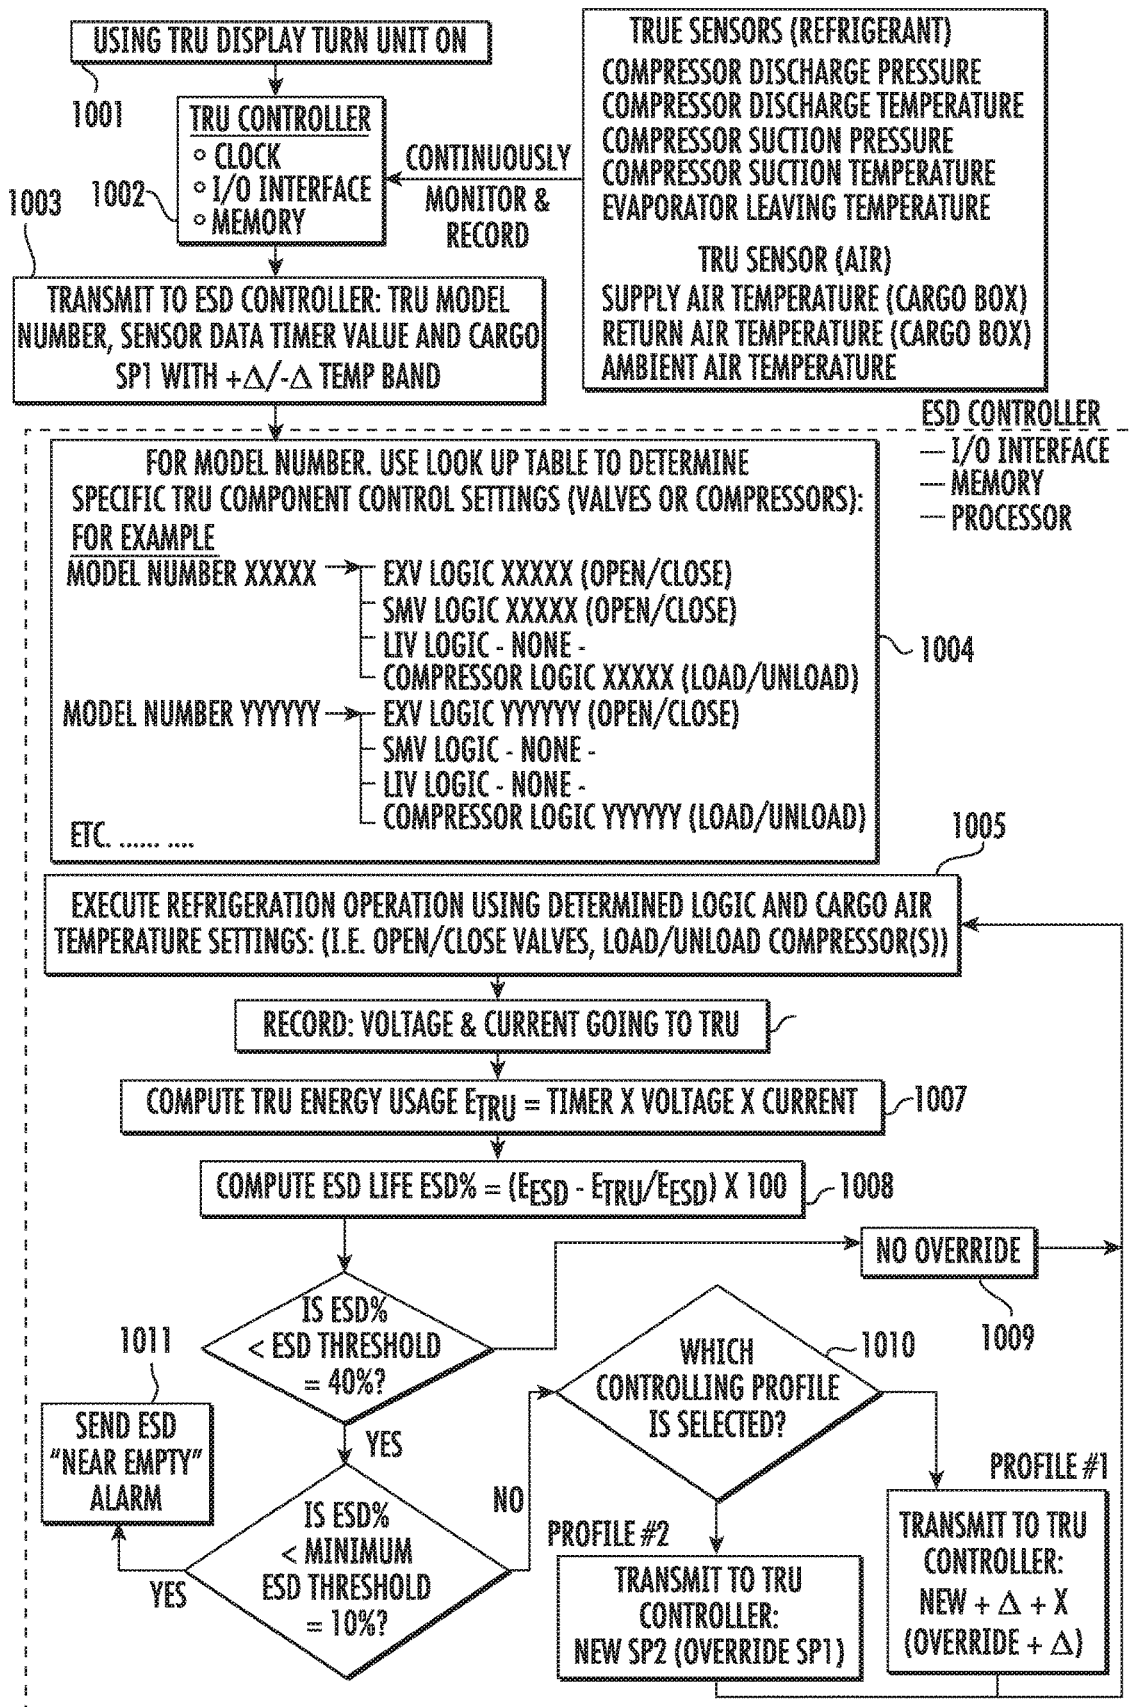 USING TRU DISPLAY TURN UNIT ON
1001
TRU CONTROLLER
○ CLOCK
○ I/O INTERFACE
○ MEMORY
1002
CONTINUOUSLY
MONITOR &
RECORD
TRUE SENSORS (REFRIGERANT)
COMPRESSOR DISCHARGE PRESSURE
COMPRESSOR DISCHARGE TEMPERATURE
COMPRESSOR SUCTION PRESSURE
COMPRESSOR SUCTION TEMPERATURE
EVAPORATOR LEAVING TEMPERATURE
TRU SENSOR (AIR)
SUPPLY AIR TEMPERATURE (CARGO BOX)
RETURN AIR TEMPERATURE (CARGO BOX)
AMBIENT AIR TEMPERATURE
1003
TRANSMIT TO ESD CONTROLLER: TRU MODEL
NUMBER, SENSOR DATA TIMER VALUE AND CARGO
SP1 WITH +Δ/-Δ TEMP BAND
ESD CONTROLLER
— I/O INTERFACE
— MEMORY
— PROCESSOR
FOR MODEL NUMBER. USE LOOK UP TABLE TO DETERMINE
SPECIFIC TRU COMPONENT CONTROL SETTINGS (VALVES OR COMPRESSORS):
FOR EXAMPLE
MODEL NUMBER XXXXX
EXV LOGIC XXXXX (OPEN/CLOSE)
SMV LOGIC XXXXX (OPEN/CLOSE)
LIV LOGIC - NONE -
COMPRESSOR LOGIC XXXXX (LOAD/UNLOAD)
1004
MODEL NUMBER YYYYYY
EXV LOGIC YYYYYY (OPEN/CLOSE)
SMV LOGIC - NONE -
LIV LOGIC - NONE -
COMPRESSOR LOGIC YYYYYY (LOAD/UNLOAD)
ETC. ...... ....
1005
EXECUTE REFRIGERATION OPERATION USING DETERMINED LOGIC AND CARGO AIR
TEMPERATURE SETTINGS: (I.E. OPEN/CLOSE VALVES, LOAD/UNLOAD COMPRESSOR(S))
RECORD: VOLTAGE & CURRENT GOING TO TRU
COMPUTE TRU ENERGY USAGE ETRU = TIMER X VOLTAGE X CURRENT
1007
COMPUTE ESD LIFE ESD% = (EESD - ETRU/EESD) X 100
1008
NO OVERRIDE
1009
IS ESD%
< ESD THRESHOLD
= 40%?
YES
1011
SEND ESD
"NEAR EMPTY"
ALARM
YES
IS ESD%
< MINIMUM
ESD THRESHOLD
= 10%?
NO
WHICH
CONTROLLING PROFILE
IS SELECTED?
1010
PROFILE #2
TRANSMIT TO TRU
CONTROLLER:
NEW SP2 (OVERRIDE SP1)
PROFILE #1
TRANSMIT TO TRU
CONTROLLER:
NEW + Δ + X
(OVERRIDE + Δ)